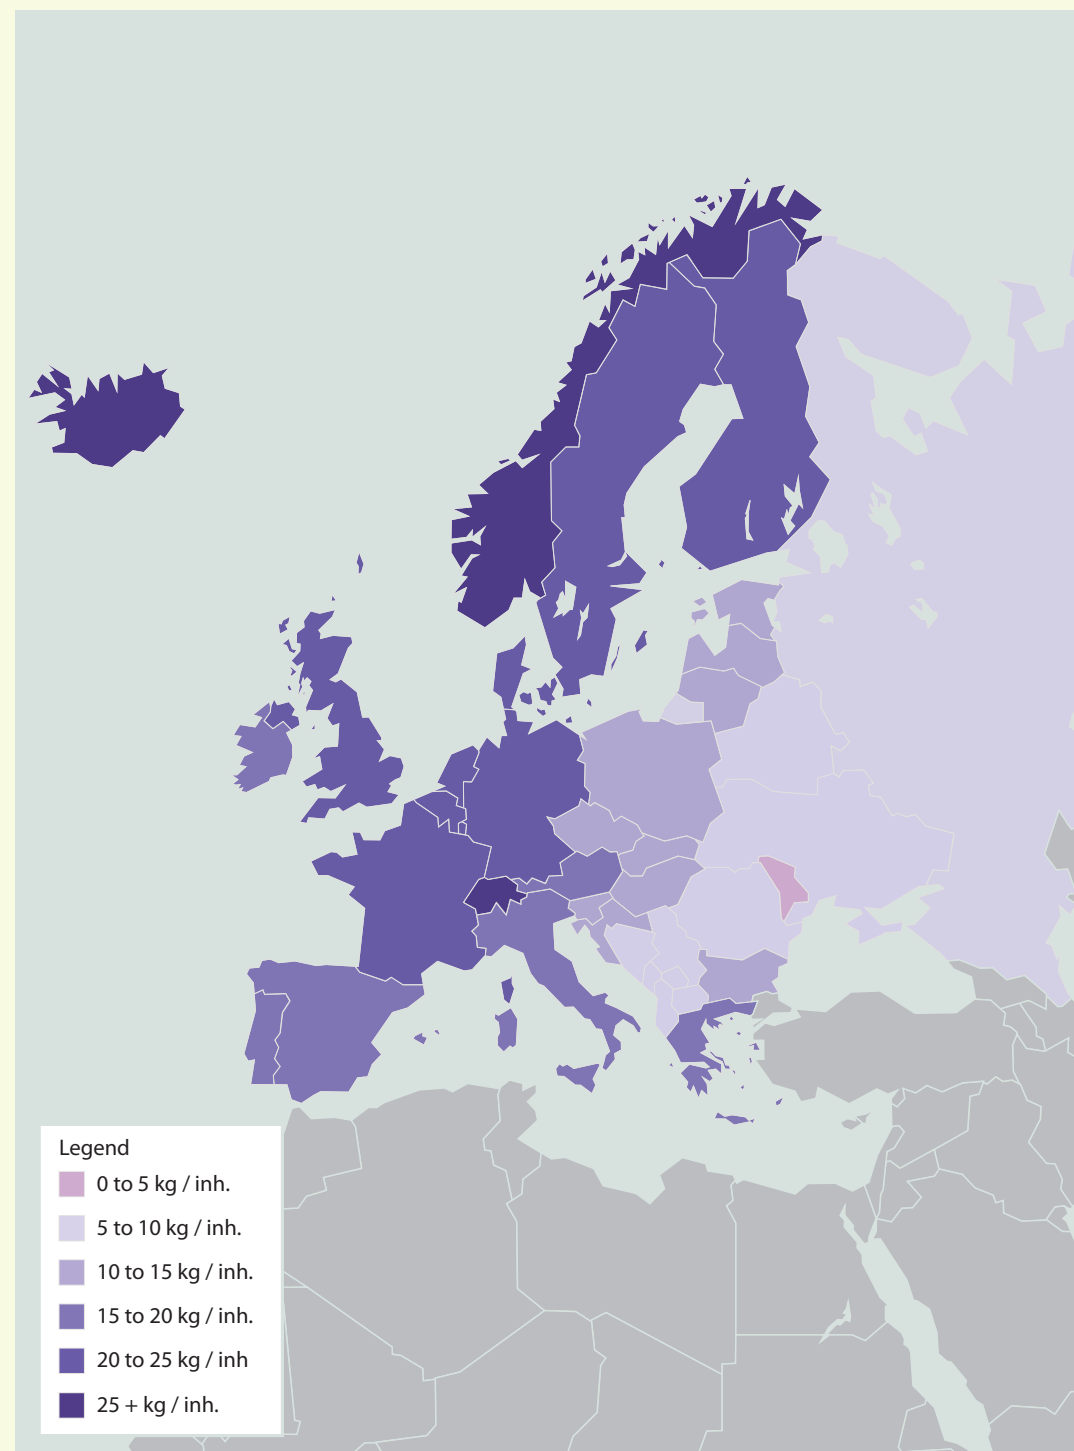 Legend
0 to 5 kg / inh.
5 to 10 kg / inh.
10 to 15 kg / inh.
15 to 20 kg / inh.
20 to 25 kg / inh
25 + kg / inh.